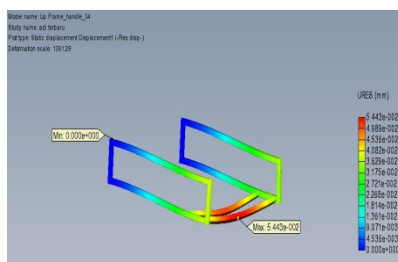 Model name: Up Frame_handle_34
Study name: adi terbaru
Plot type: Static displacement Displacement1 (-Res disp-)
Deformation scale: 1
URES (mm)
5.443e-002
4.989e-002
4.536e-002
4.082e-002
3.629e-002
3.175e-002
2.721e-002
2.268e-002
1.814e-002
1.361e-002
9.071e-003
4.536e-003
0.000e+000
Min: 0.000e+000
Max: 5.443e-002